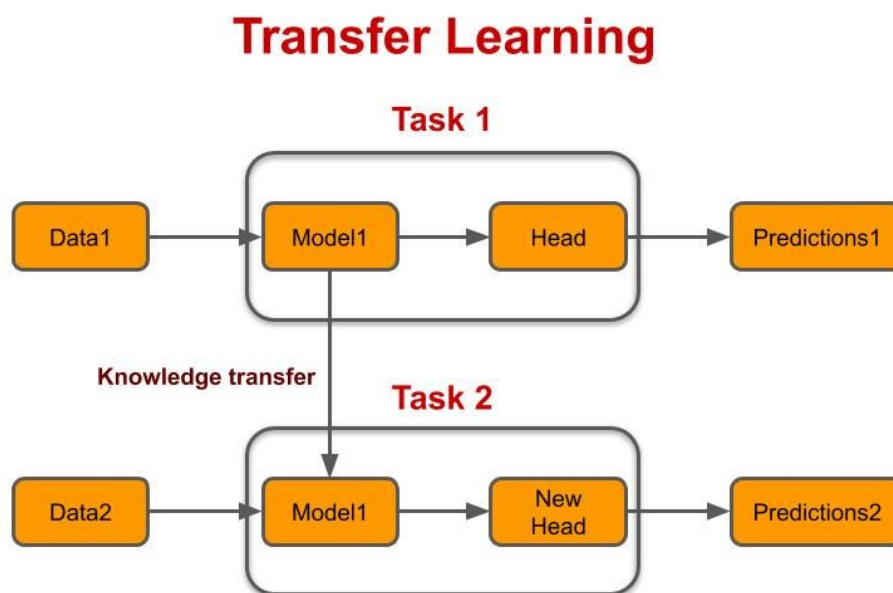 Transfer Learning
Task 1
Data1
Model1
Head
Predictions1
Knowledge transfer
Task 2
Data2
Model1
New
Head
Predictions2